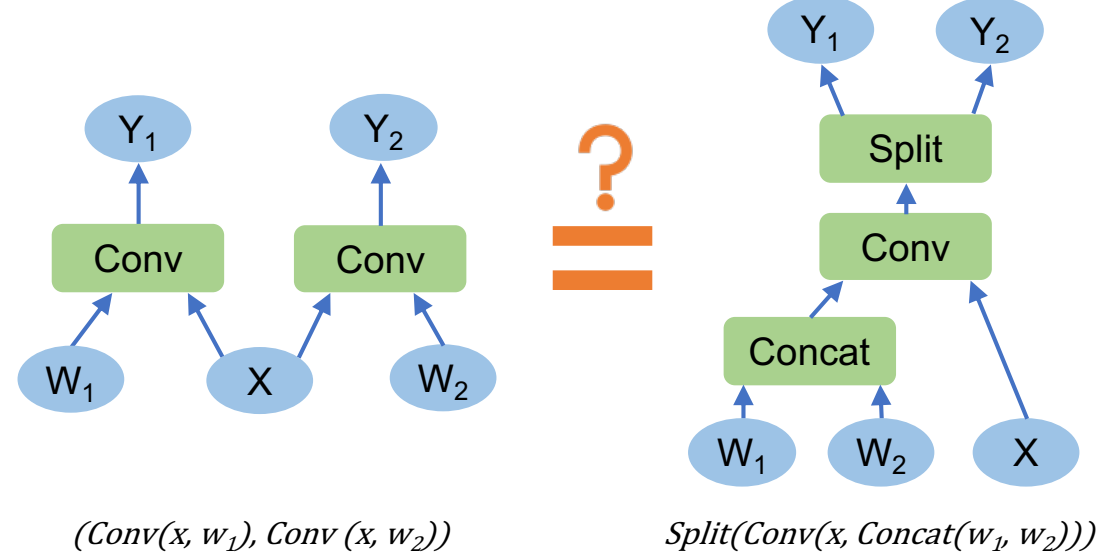 Y₁ Y₂
Conv Conv
W₁ X W₂
(Conv(x, w₁), Conv (x, w₂))
?
=
Y₁ Y₂
Split
Conv
Concat
W₁ W₂ X
Split(Conv(x, Concat(w₁, w₂)))